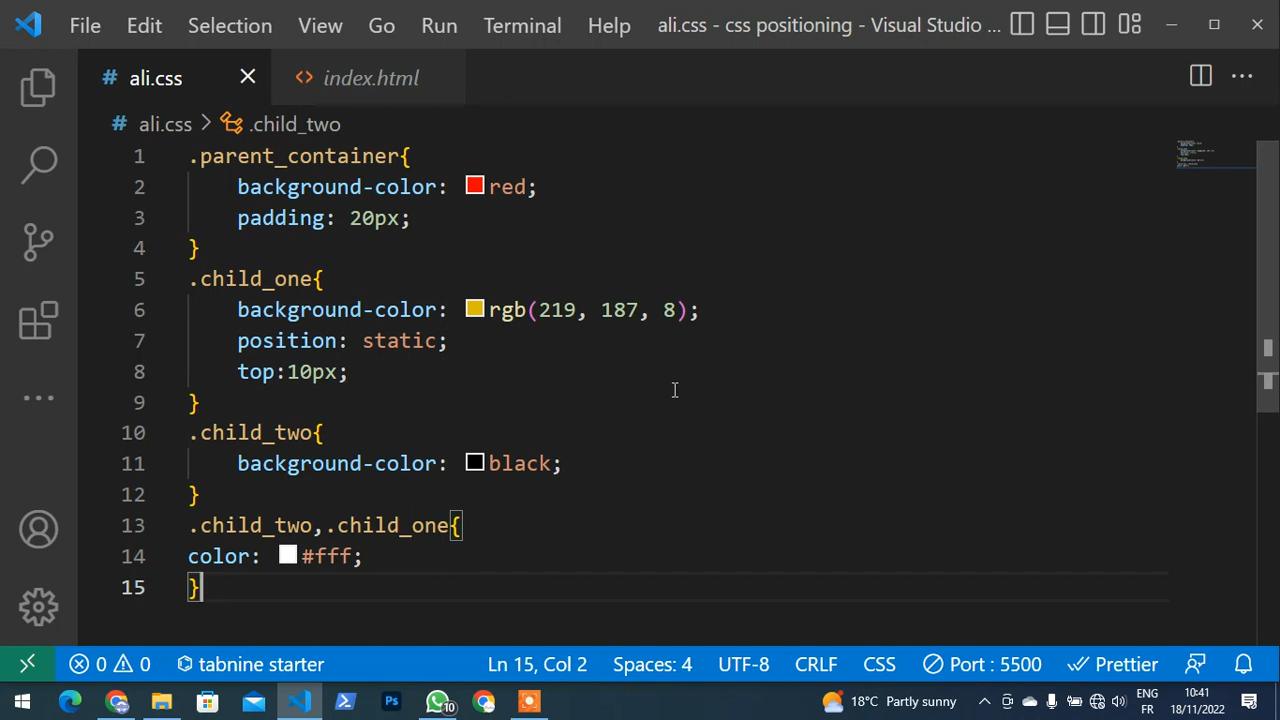 File Edit Selection View Go Run Terminal Help ali.css - css positioning - Visual Studio ...
# ali.css × <> index.html ...
# ali.css > .child_two
1 .parent_container{
2 background-color: red;
3 padding: 20px;
4 }
5 .child_one{
6 background-color: rgb(219, 187, 8);
7 position: static;
8 top:10px;
9 }
10 .child_two{
11 background-color: black;
12 }
13 .child_two,.child_one{
14 color: #fff;
15 }
0 0 tabnine starter Ln 15, Col 2 Spaces: 4 UTF-8 CRLF CSS Port : 5500 Prettier
Ps 10 18°C Partly sunny ENG 10:41
FR 18/11/2022